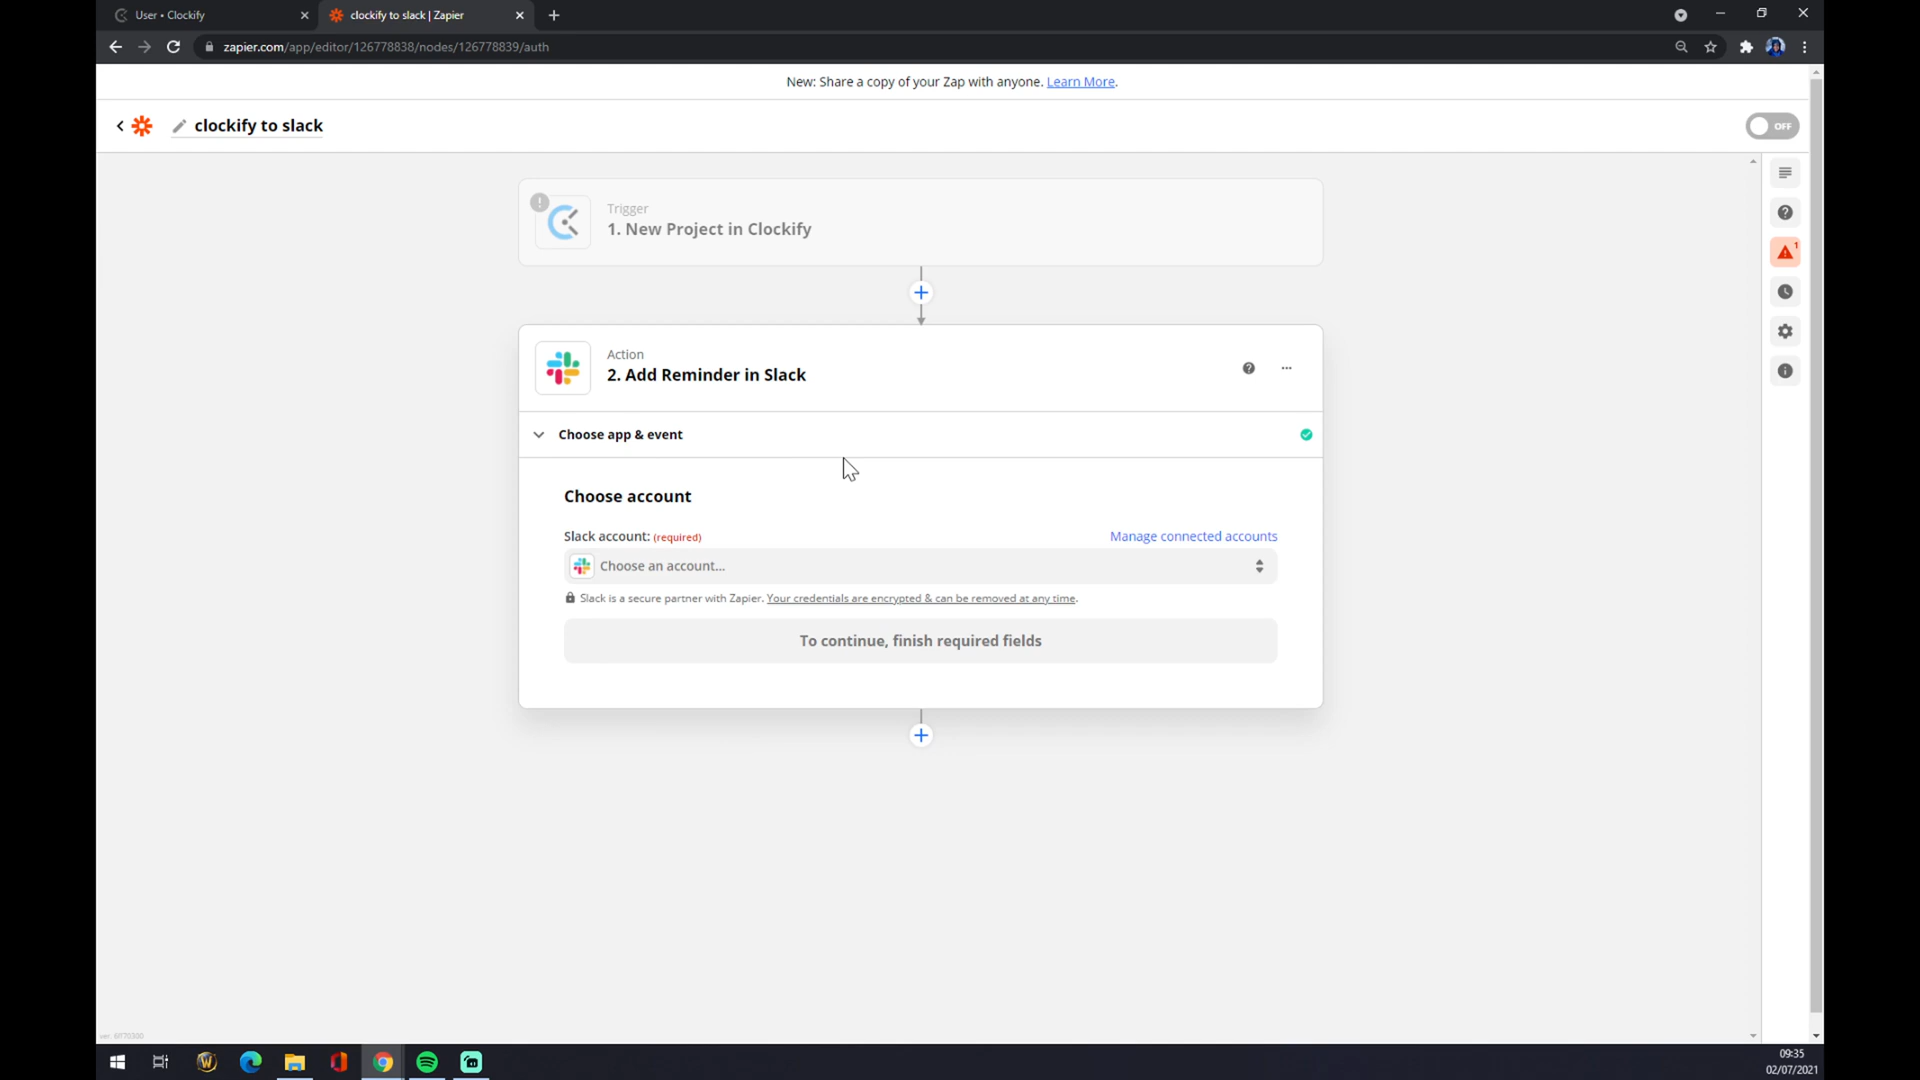 User • Clockify
clockify to slack | Zapier
zapier.com/app/editor/126778838/nodes/126778839/auth
New: Share a copy of your Zap with anyone. Learn More.
clockify to slack
OFF
Trigger
1. New Project in Clockify
1
Action
2. Add Reminder in Slack
Choose app & event
Choose account
Slack account: (required)
Manage connected accounts
Choose an account...
Slack is a secure partner with Zapier. Your credentials are encrypted & can be removed at any time.
To continue, finish required fields
09:35
02/07/2021